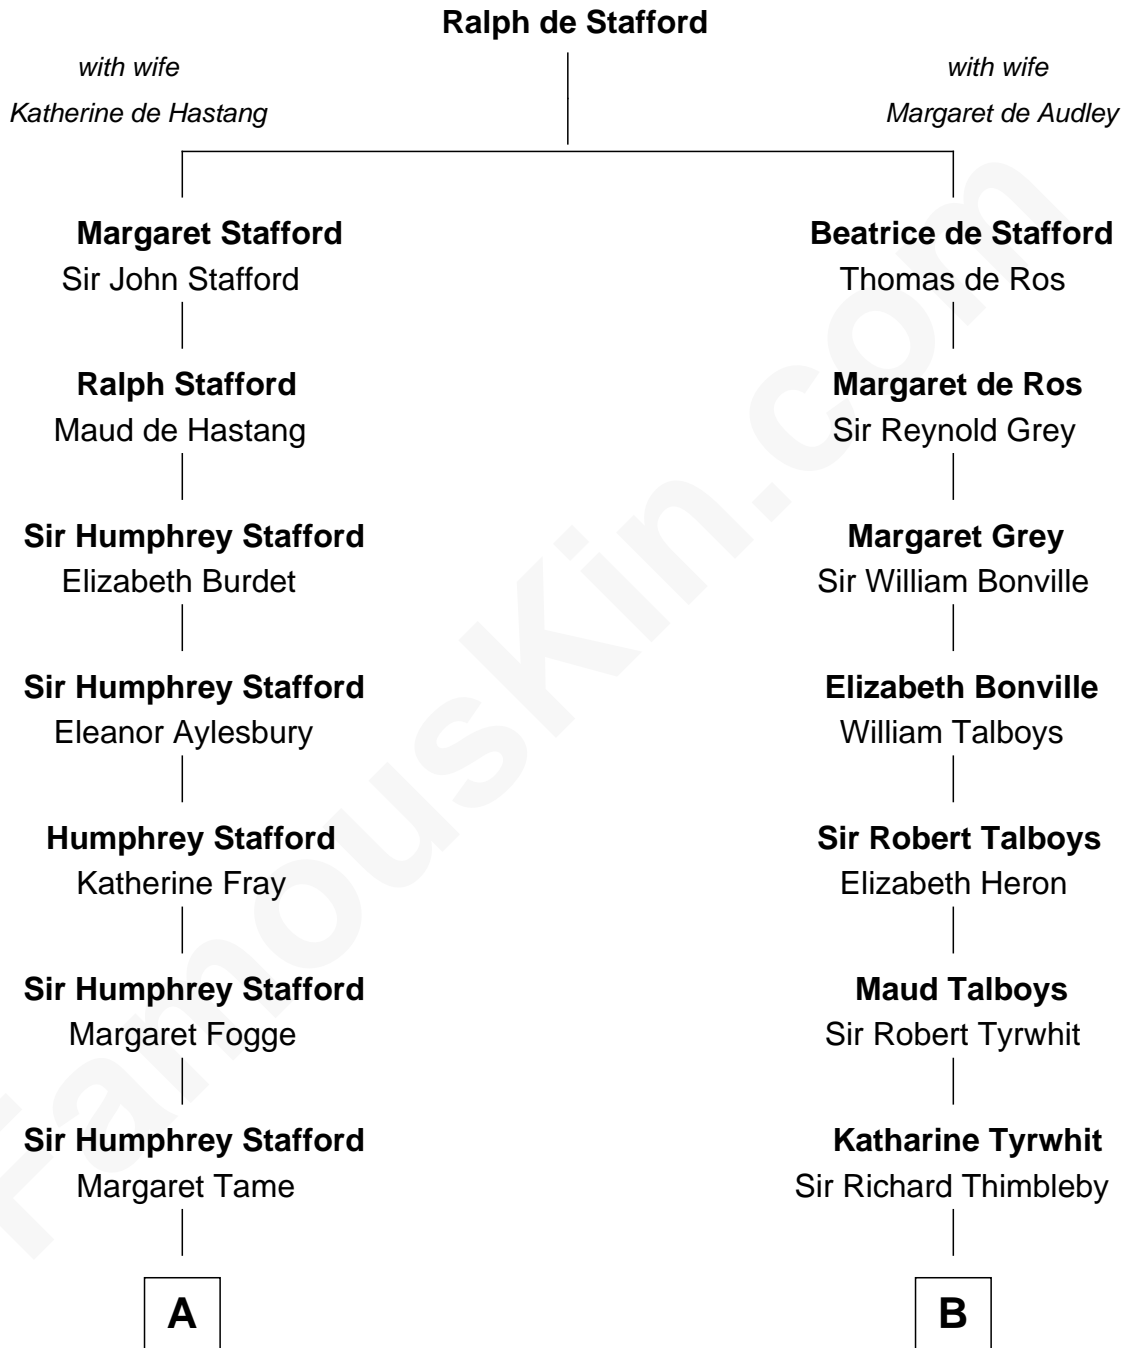 Ralph de Stafford
with wife
Katherine de Hastang
with wife
Margaret de Audley
Margaret Stafford
Sir John Stafford
Beatrice de Stafford
Thomas de Ros
Ralph Stafford
Maud de Hastang
Margaret de Ros
Sir Reynold Grey
Sir Humphrey Stafford
Elizabeth Burdet
Margaret Grey
Sir William Bonville
Sir Humphrey Stafford
Eleanor Aylesbury
Elizabeth Bonville
William Talboys
Humphrey Stafford
Katherine Fray
Sir Robert Talboys
Elizabeth Heron
Sir Humphrey Stafford
Margaret Fogge
Maud Talboys
Sir Robert Tyrwhit
Sir Humphrey Stafford
Margaret Tame
Katharine Tyrwhit
Sir Richard Thimbleby
A
B
FamousKin.com